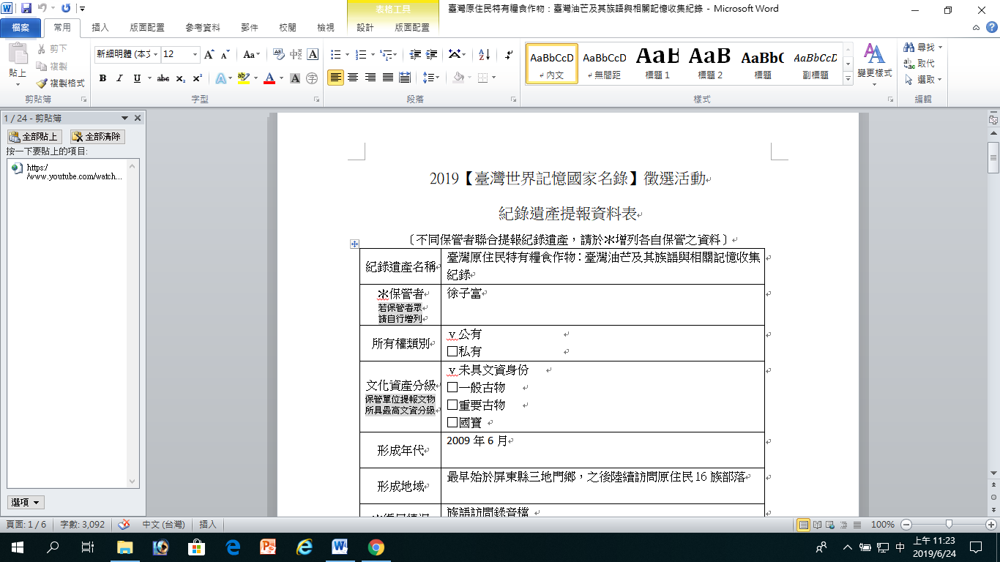 表格工具
臺灣原住民特有糧食作物：臺灣油芒及其族語與相關記憶收集紀錄 - Microsoft Word
檔案 常用 插入 版面配置 參考資料 郵件 校閱 檢視 設計 版面配置
貼上
剪下
複製
複製格式
剪貼簿
新細明體 (本文 12
B I U abc x₂ x²
字型
段落
AaBbCcD AaBbCcD AaB AaB AaBbC AaBbCcD
內文 無間距 標題 1 標題 2 標題 副標題
變更樣式
樣式
尋找
取代
選取
編輯
1 / 24 - 剪貼簿
全部貼上 全部清除
按一下要貼上的項目:
https:/
/www.youtube.com/watch...
選項
2019【臺灣世界記憶國家名錄】徵選活動
紀錄遺產提報資料表
〔不同保管者聯合提報紀錄遺產，請於＊增列各自保管之資料〕
紀錄遺產名稱
臺灣原住民特有糧食作物：臺灣油芒及其族語與相關記憶收集
紀錄
＊保管者
若保管者眾
請自行增列
徐子富
所有權類別
v 公有
□私有
文化資產分級
保管單位提報文物
所具最高文資分級
v 未具文資身份
□一般古物
□重要古物
□國寶
形成年代
2009 年 6 月
形成地域
最早始於屏東縣三地門鄉，之後陸續訪問原住民 16 族部落
族語訪問錄音檔
頁面: 1 / 6 字數: 3,092 中文 (台灣) 插入 100%
中
上午 11:23
2019/6/24